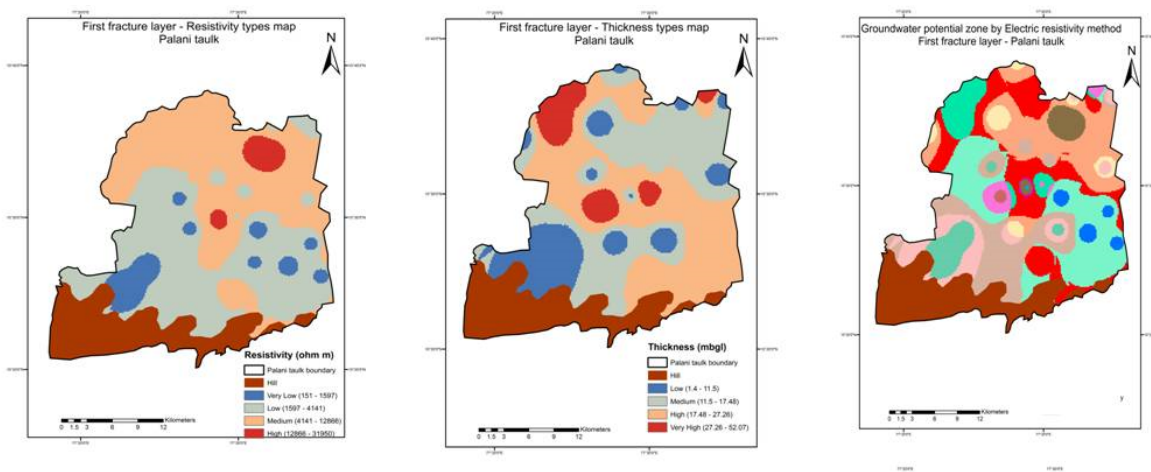 First fracture layer - Resistivity types map
Palani taulk
N
Resistivity (ohm m)
Palani taulk boundary
Hill
Very Low (151 - 1597)
Low (1597 - 4141)
Medium (4141 - 12866)
High (12866 - 31950)
Kilometers
0 1.5 3 6 9 12
First fracture layer - Thickness types map
Palani taulk
N
Thickness (mbgl)
Palani taulk boundary
Hill
Low (1.4 - 11.5)
Medium (11.5 - 17.48)
High (17.48 - 27.26)
Very High (27.26 - 52.07)
Kilometers
0 1.5 3 6 9 12
Groundwater potential zone by Electric resistivity method
First fracture layer - Palani taulk
N
y
Kilometers
0 1.5 3 6 9 12